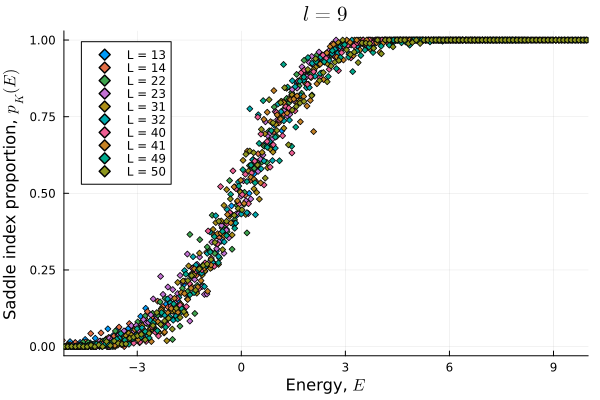 l = 9
Saddle index proportion, p_K(E)
1.00
0.75
0.50
0.25
0.00
L = 13
L = 14
L = 22
L = 23
L = 31
L = 32
L = 40
L = 41
L = 49
L = 50
−3
0
3
6
9
Energy, E